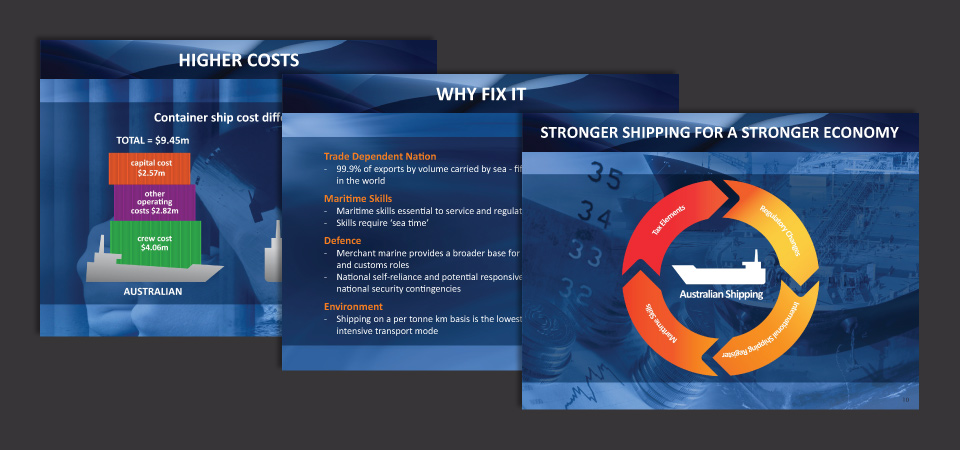 HIGHER COSTS
Container ship cost diff
TOTAL = $9.45m
capital cost
$2.57m
other
operating
costs $2.82m
crew cost
$4.06m
AUSTRALIAN
WHY FIX IT
Trade Dependent Nation
- 99.9% of exports by volume carried by sea - fif
in the world
Maritime Skills
- Maritime skills essential to service and regulat
- Skills require 'sea time'
Defence
- Merchant marine provides a broader base for
and customs roles
- National self-reliance and potential responsive
national security contingencies
Environment
- Shipping on a per tonne km basis is the lowest
intensive transport mode
STRONGER SHIPPING FOR A STRONGER ECONOMY
35
34
33
32
Tax Elements
Regulatory Changes
International Shipping Register
Maritime Skills
Australian Shipping